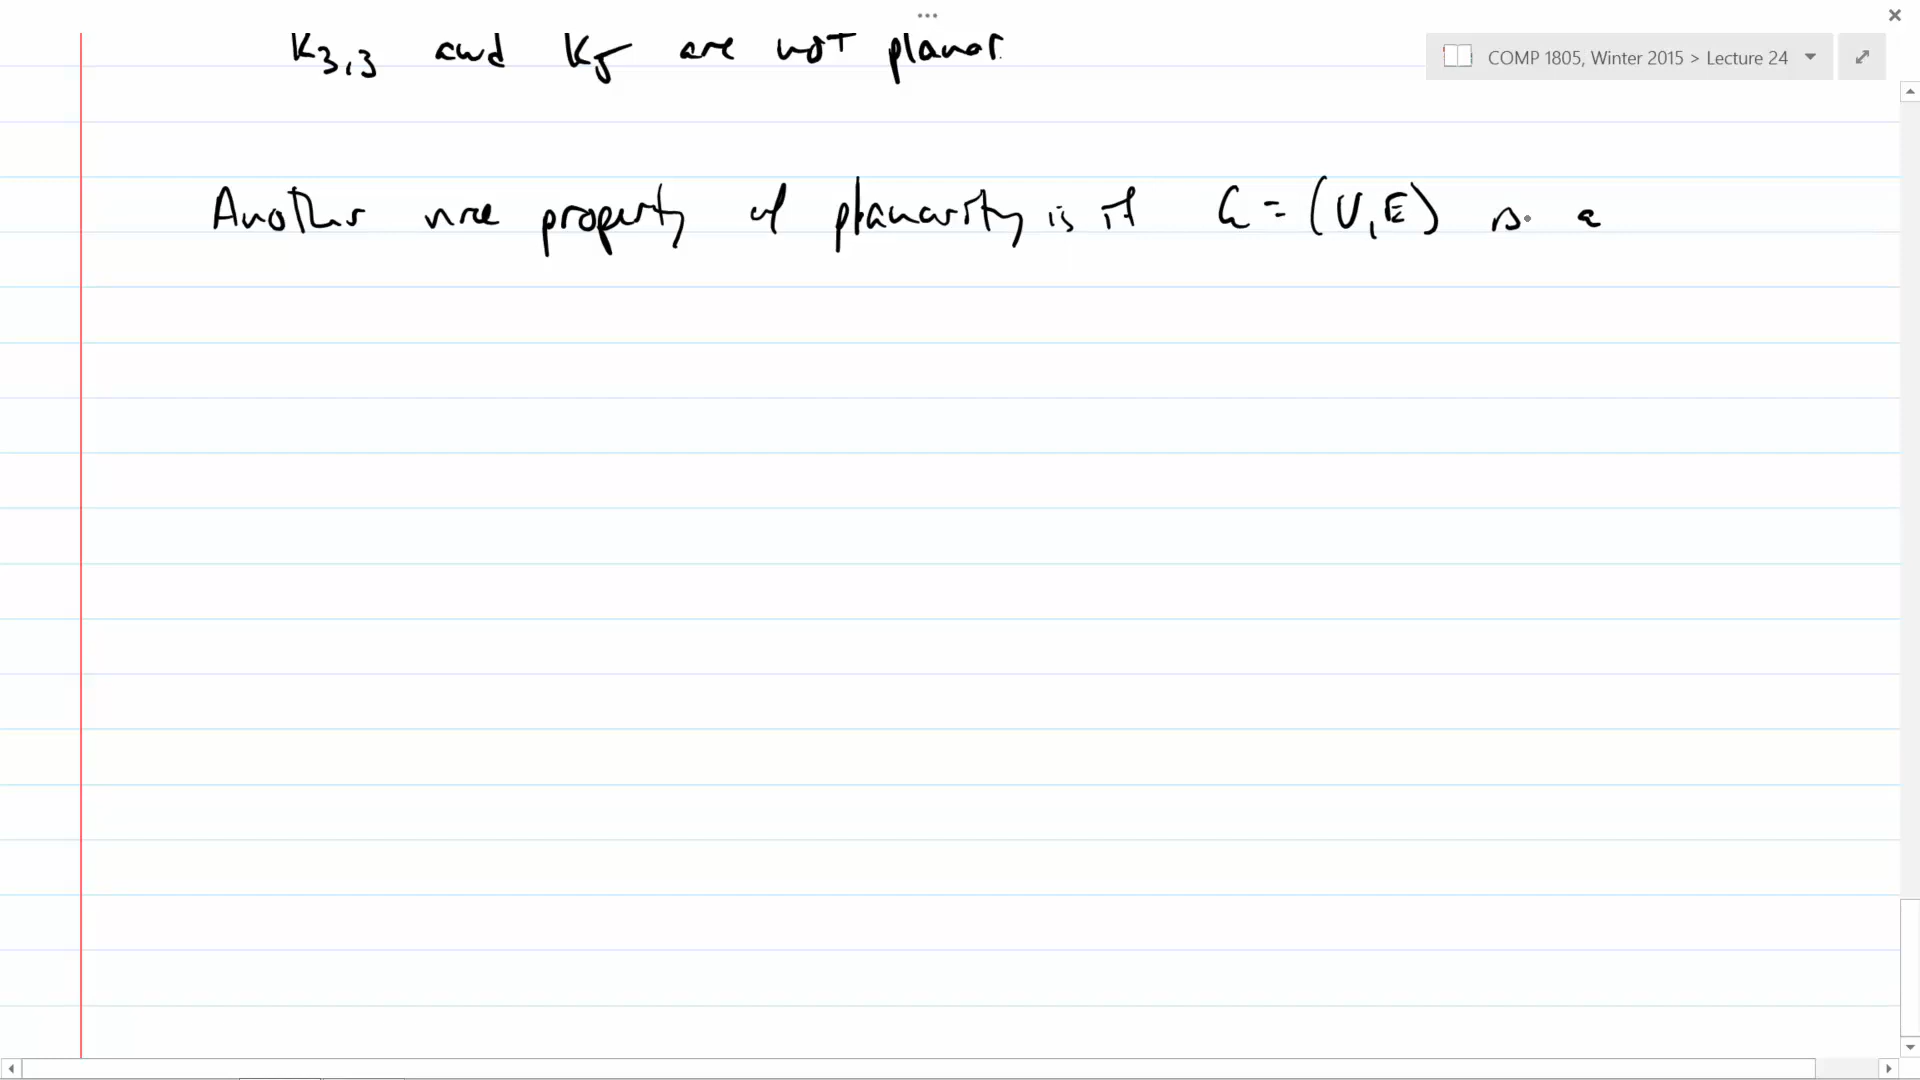 K3,3 and K5 are not planar.
COMP 1805, Winter 2015 > Lecture 24
Another nice property of planarity is if G = (V, E) is a